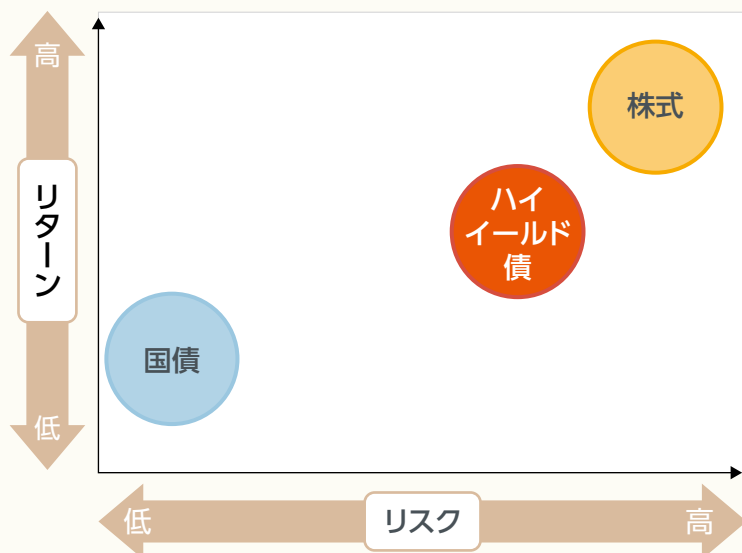 高
リターン
低
株式
ハイ
イールド
債
国債
低
リスク
高